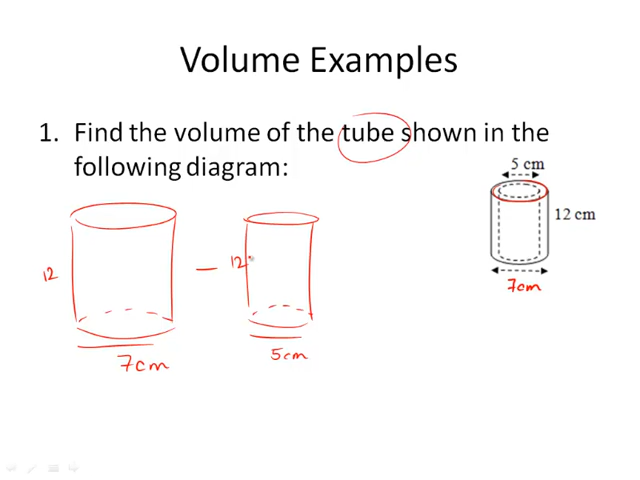 Volume Examples
1. Find the volume of the tube shown in the
following diagram:
5 cm
12 cm
7cm
12
7cm
—
12
5cm